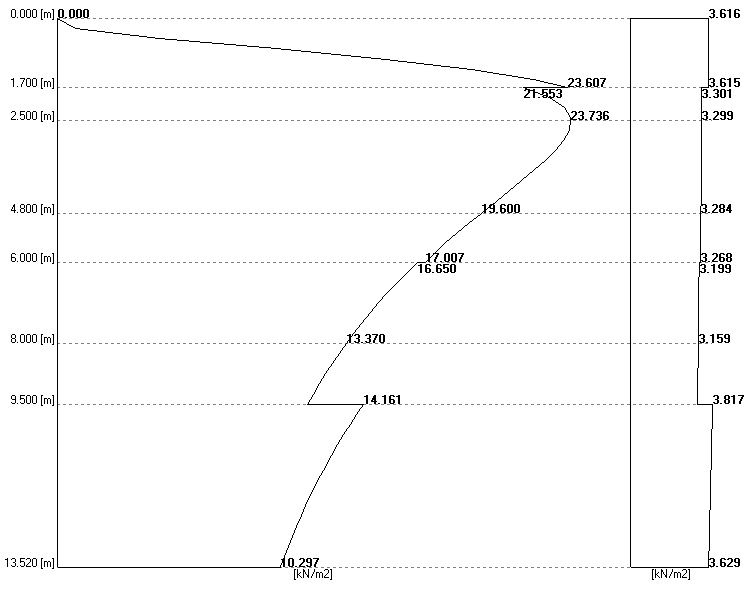 0.000 [m] 0.000 3.616
1.700 [m] 23.607 3.615
21.553 3.301
2.500 [m] 23.736 3.299
4.800 [m] 19.600 3.284
6.000 [m] 17.007 3.268
16.650 3.199
8.000 [m] 13.370 3.159
9.500 [m] 14.161 3.817
13.520 [m] 10.297 3.629
[kN/m2] [kN/m2]